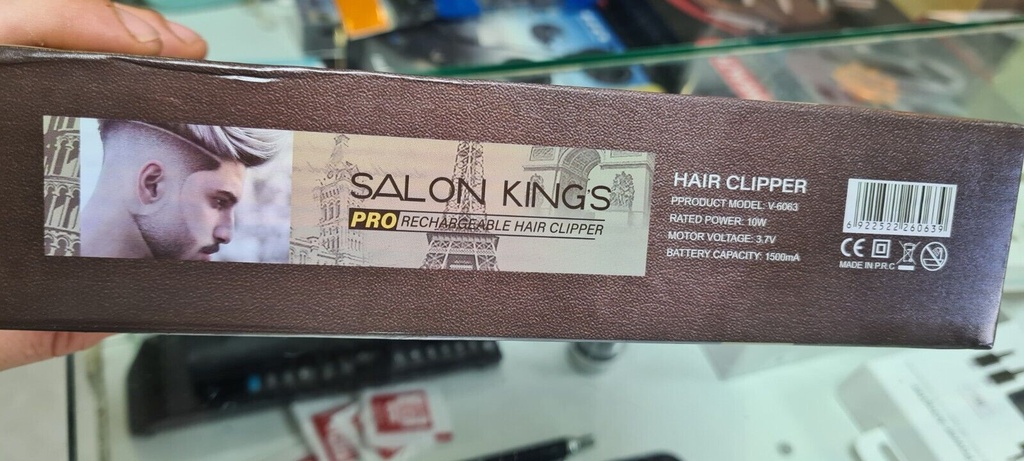 SALON KINGS
PRO RECHARGEABLE HAIR CLIPPER
HAIR CLIPPER
PPRODUCT MODEL: V-6063
RATED POWER: 10W
MOTOR VOLTAGE: 3.7V
BATTERY CAPACITY: 1500mA
6 922522 260639
CE
MADE IN P.R.C